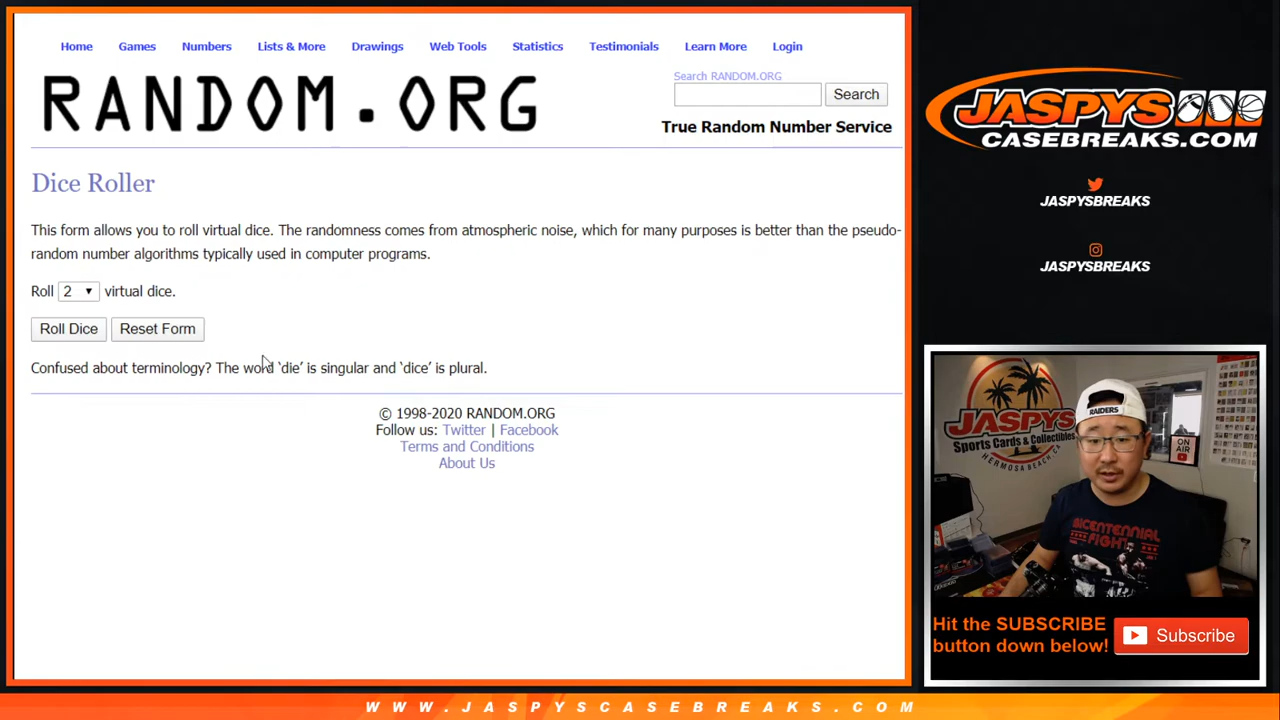 Home Games Numbers Lists & More Drawings Web Tools Statistics Testimonials Learn More Login
RANDOM.ORG
Search RANDOM.ORG
Search
True Random Number Service
Dice Roller
This form allows you to roll virtual dice. The randomness comes from atmospheric noise, which for many purposes is better than the pseudo-
random number algorithms typically used in computer programs.
Roll 2 virtual dice.
Roll Dice Reset Form
Confused about terminology? The word ‘die’ is singular and ‘dice’ is plural.
© 1998-2020 RANDOM.ORG
Follow us: Twitter | Facebook
Terms and Conditions
About Us
JASPYS
CASEBREAKS.COM
JASPYSBREAKS
JASPYSBREAKS
JASPYS
Sports Cards & Collectibles
HERMOSA BEACH, CA
RAIDERS
ON
AIR
BICENTENNIAL
FIGHT
Hit the SUBSCRIBE
button down below!
Subscribe
WWW.JASPYSCASEBREAKS.COM